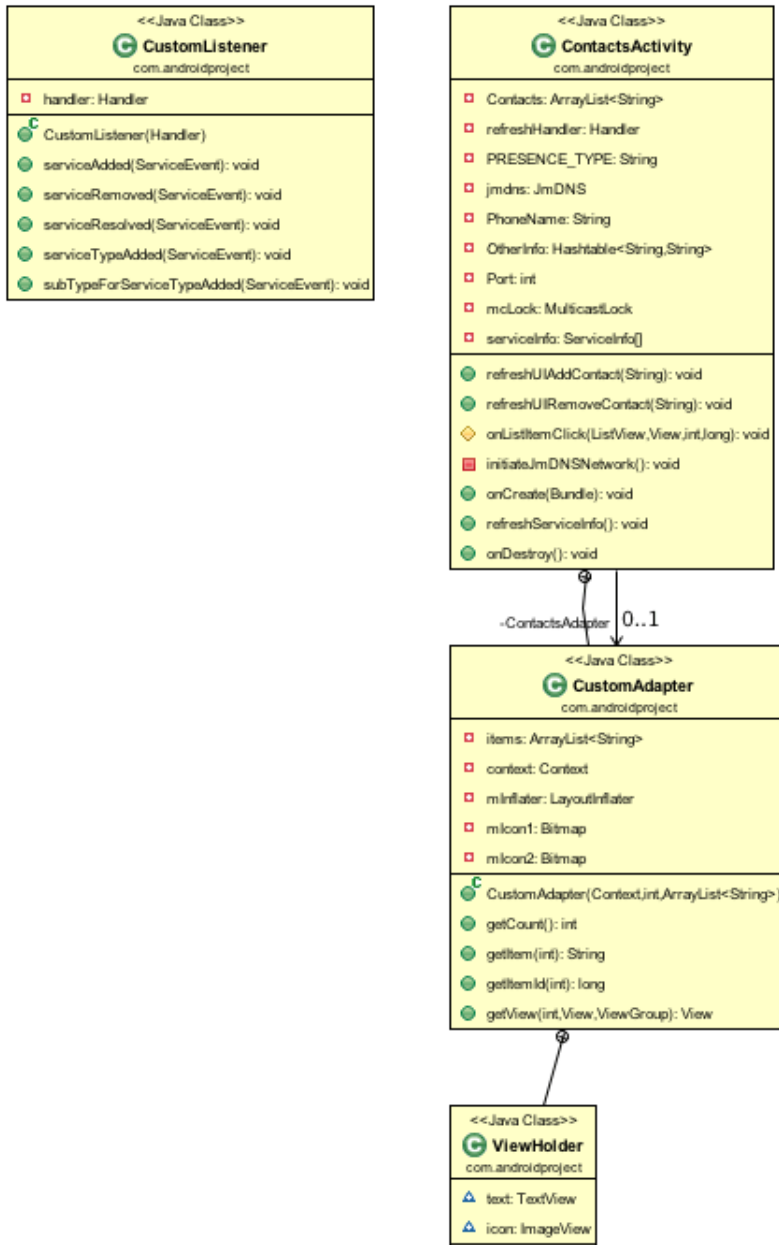 <<Java Class>>
CustomListener
com.androidproject
handler: Handler
CustomListener(Handler)
serviceAdded(ServiceEvent): void
serviceRemoved(ServiceEvent): void
serviceResolved(ServiceEvent): void
serviceTypeAdded(ServiceEvent): void
subTypeForServiceTypeAdded(ServiceEvent): void
<<Java Class>>
ContactsActivity
com.androidproject
Contacts: ArrayList<String>
refreshHandler: Handler
PRESENCE_TYPE: String
jmdns: JmDNS
PhoneName: String
OtherInfo: Hashtable<String,String>
Port: int
mcLock: MulticastLock
serviceInfo: ServiceInfo[]
refreshUIAddContact(String): void
refreshUIRemoveContact(String): void
onListItemClick(ListView,View,int,long): void
initiateJmDNSNetwork(): void
onCreate(Bundle): void
refreshServiceInfo(): void
onDestroy(): void
-ContactsAdapter 0..1
<<Java Class>>
CustomAdapter
com.androidproject
items: ArrayList<String>
context: Context
mInflater: LayoutInflater
mIcon1: Bitmap
mIcon2: Bitmap
CustomAdapter(Context,int,ArrayList<String>)
getCount(): int
getItem(int): String
getItemId(int): long
getView(int,View,ViewGroup): View
<<Java Class>>
ViewHolder
com.androidproject
text: TextView
icon: ImageView